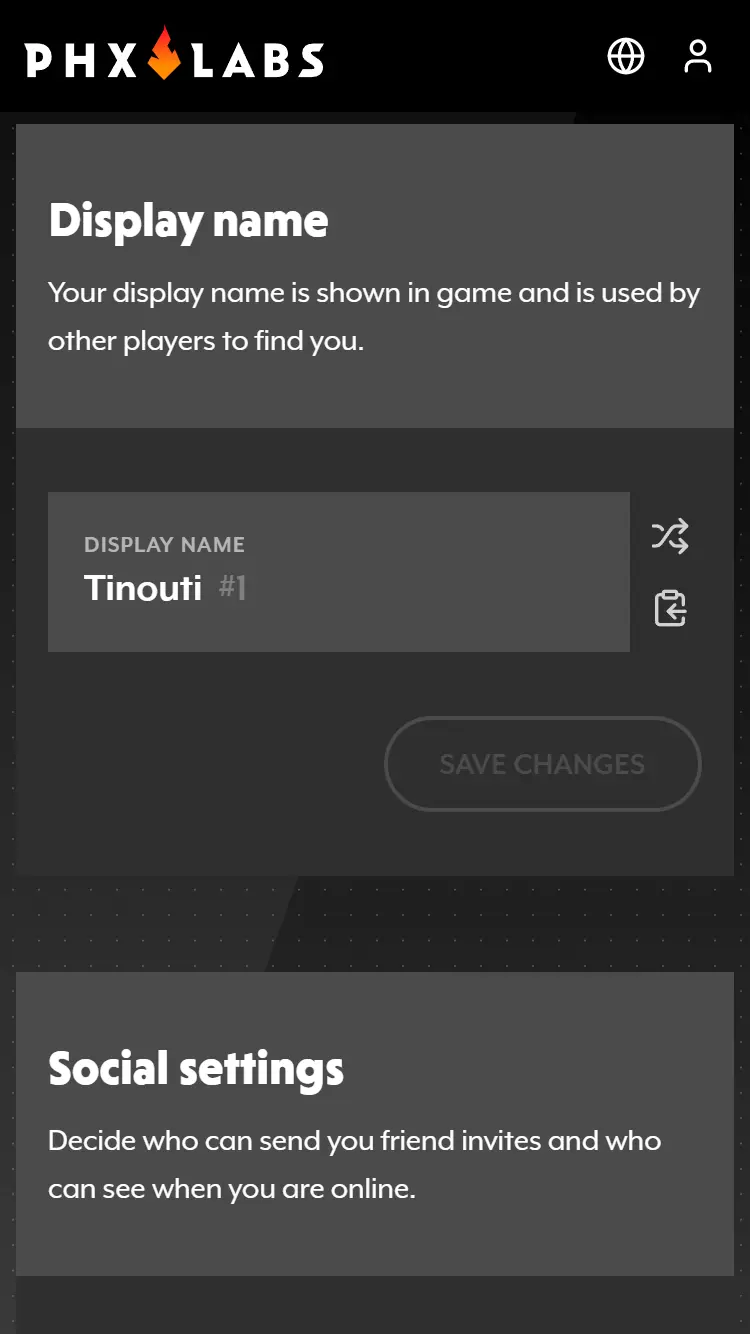 PHX LABS
Display name
Your display name is shown in game and is used by
other players to find you.
DISPLAY NAME
Tinouti #1
SAVE CHANGES
Social settings
Decide who can send you friend invites and who
can see when you are online.